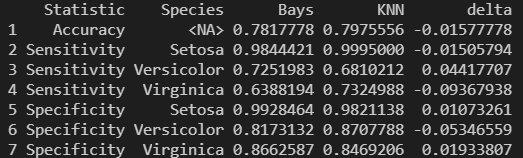 Statistic Species Bays KNN delta
1 Accuracy <NA> 0.7817778 0.7975556 -0.01577778
2 Sensitivity Setosa 0.9844421 0.9995000 -0.01505794
3 Sensitivity Versicolor 0.7251983 0.6810212 0.04417707
4 Sensitivity Virginica 0.6388194 0.7324988 -0.09367938
5 Specificity Setosa 0.9928464 0.9821138 0.01073261
6 Specificity Versicolor 0.8173132 0.8707788 -0.05346559
7 Specificity Virginica 0.8662587 0.8469206 0.01933807